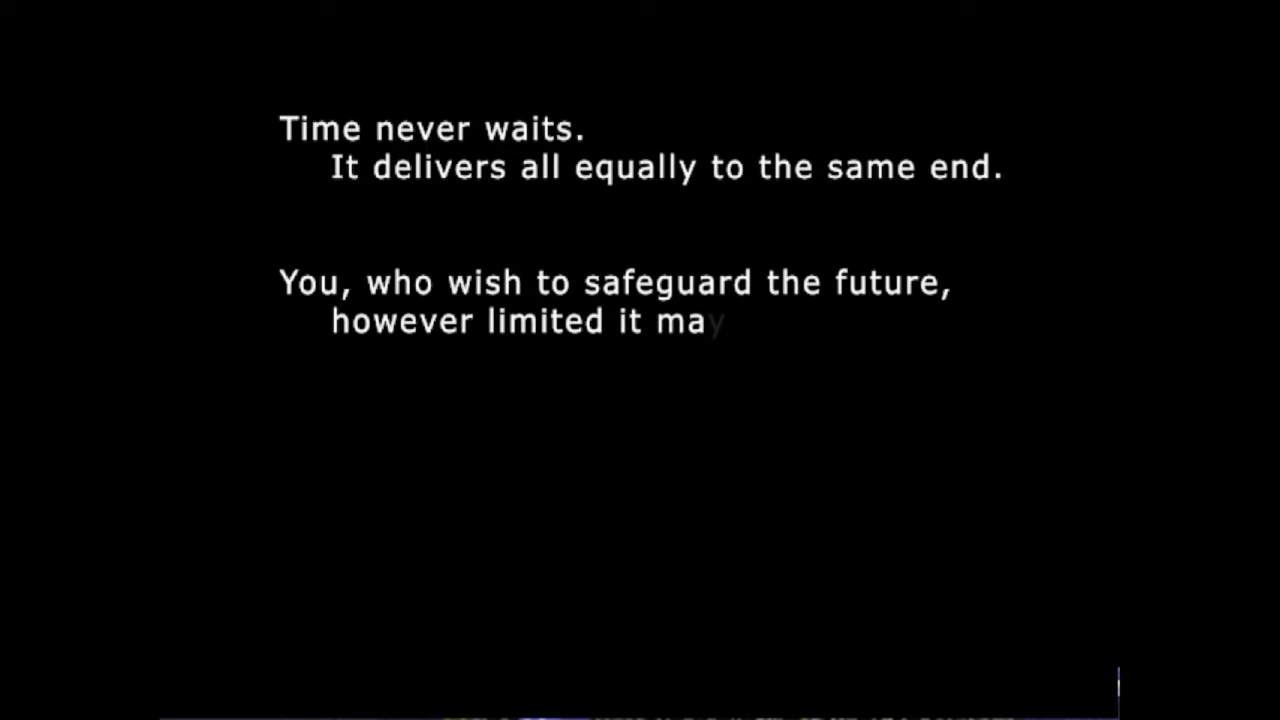 Time never waits.
It delivers all equally to the same end.
You, who wish to safeguard the future,
however limited it may